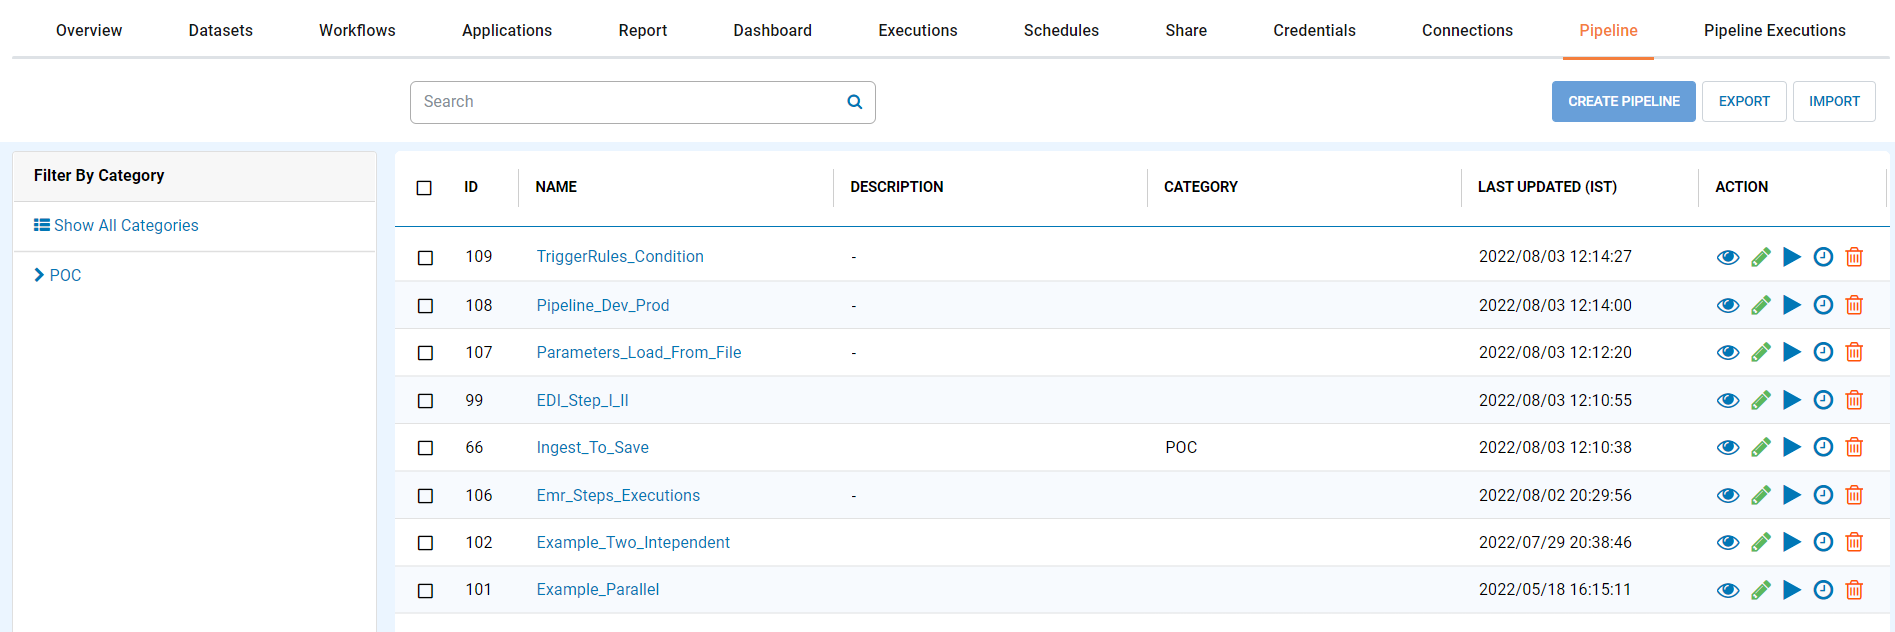 Overview Datasets Workflows Applications Report Dashboard Executions Schedules Share Credentials Connections Pipeline Pipeline Executions
Search CREATE PIPELINE EXPORT IMPORT
Filter By Category
Show All Categories
POC
ID NAME DESCRIPTION CATEGORY LAST UPDATED (IST) ACTION
109 TriggerRules_Condition - 2022/08/03 12:14:27
108 Pipeline_Dev_Prod - 2022/08/03 12:14:00
107 Parameters_Load_From_File - 2022/08/03 12:12:20
99 EDI_Step_I_II 2022/08/03 12:10:55
66 Ingest_To_Save POC 2022/08/03 12:10:38
106 Emr_Steps_Executions - 2022/08/02 20:29:56
102 Example_Two_Intependent 2022/07/29 20:38:46
101 Example_Parallel 2022/05/18 16:15:11